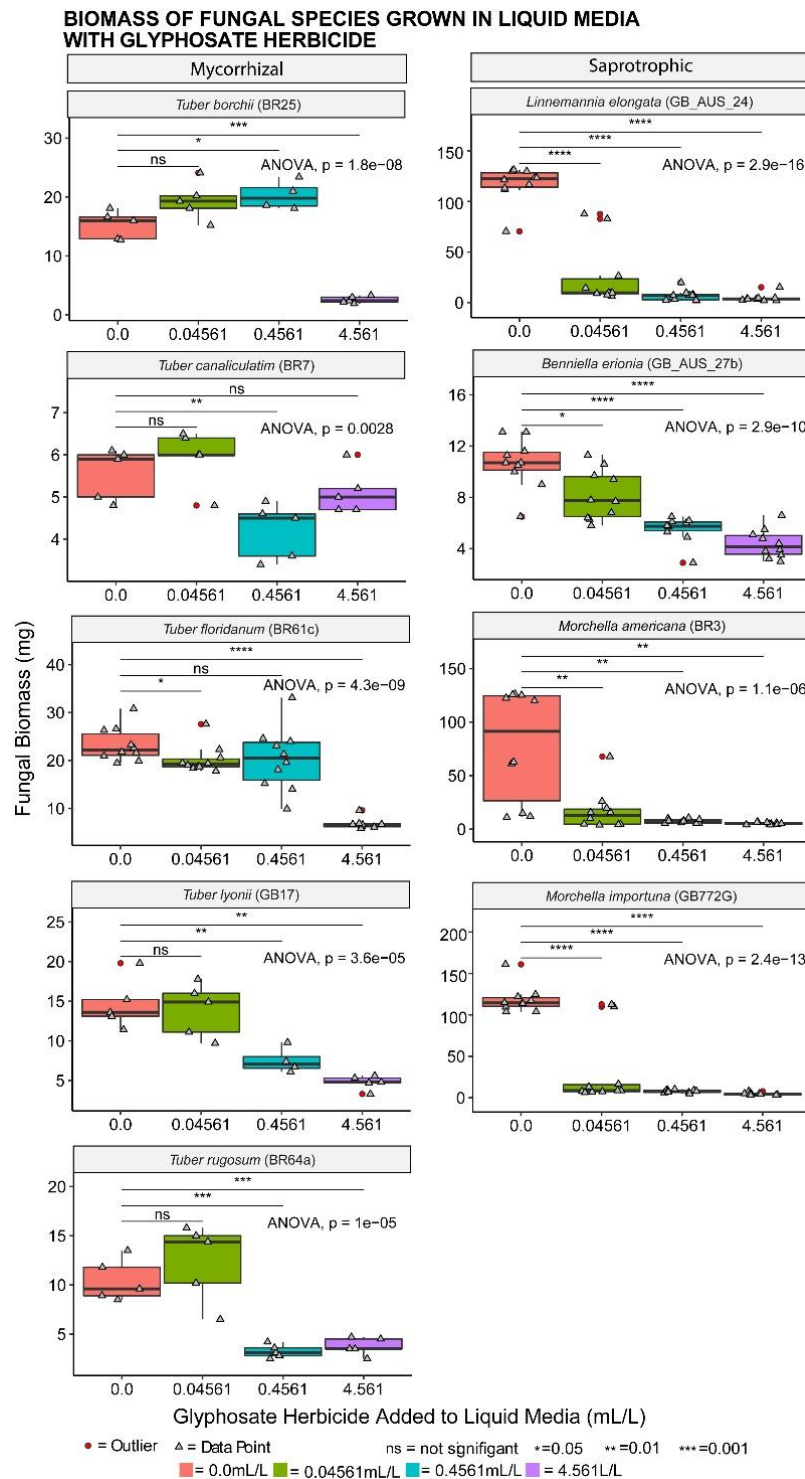 BIOMASS OF FUNGAL SPECIES GROWN IN LIQUID MEDIA
WITH GLYPHOSATE HERBICIDE
Fungal Biomass (mg)
Mycorrhizal
Tuber borchii (BR25)
***
*
ns
ANOVA, p = 1.8e-08
30
20
10
0
0.0 0.04561 0.4561 4.561
Tuber canaliculatim (BR7)
ns
**
ns
ANOVA, p = 0.0028
7
6
5
4
0.0 0.04561 0.4561 4.561
Tuber floridanum (BR61c)
****
ns
*
ANOVA, p = 4.3e-09
40
30
20
10
0.0 0.04561 0.4561 4.561
Tuber lyonii (GB17)
**
**
ns
ANOVA, p = 3.6e-05
25
20
15
10
5
0.0 0.04561 0.4561 4.561
Tuber rugosum (BR64a)
***
***
ns
ANOVA, p = 1e-05
20
15
10
5
0.0 0.04561 0.4561 4.561
Saprotrophic
Linnemannia elongata (GB_AUS_24)
****
****
****
ANOVA, p = 2.9e-16
150
100
50
0
0.0 0.04561 0.4561 4.561
Benniella erionia (GB_AUS_27b)
****
****
*
ANOVA, p = 2.9e-10
16
12
8
4
0.0 0.04561 0.4561 4.561
Morchella americana (BR3)
**
**
**
ANOVA, p = 1.1e-06
150
100
50
0
0.0 0.04561 0.4561 4.561
Morchella importuna (GB772G)
****
****
****
ANOVA, p = 2.4e-13
200
150
100
50
0
0.0 0.04561 0.4561 4.561
Glyphosate Herbicide Added to Liquid Media (mL/L)
= Outlier = Data Point ns = not signifigant *=0.05 **=0.01 ***=0.001
= 0.0mL/L = 0.04561mL/L = 0.4561mL/L = 4.561L/L